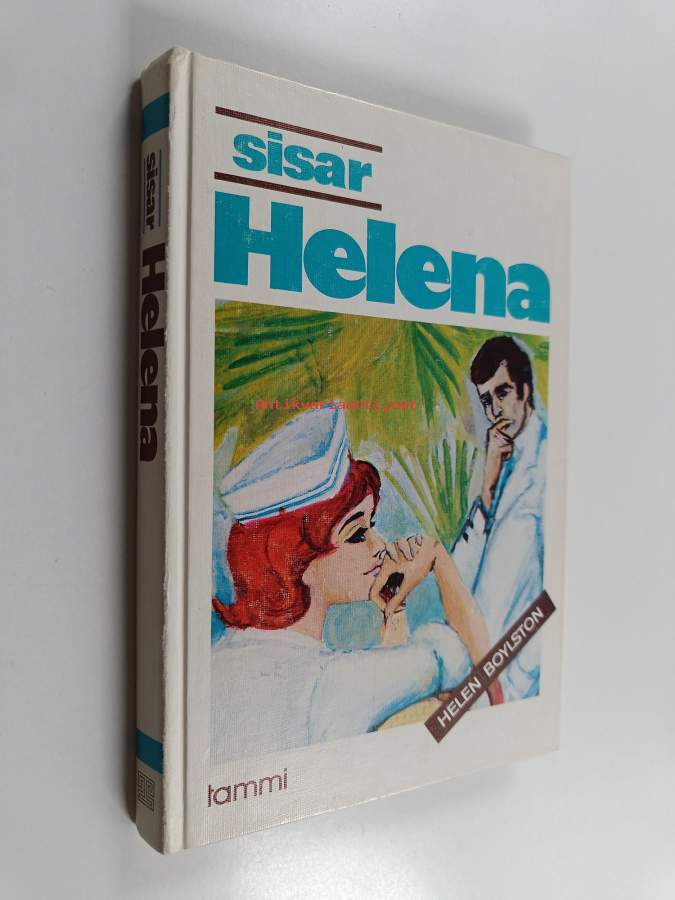 sisar
Helena
HELEN BOYLSTON
tammi
sisar Helena
Antikvariaatti.net